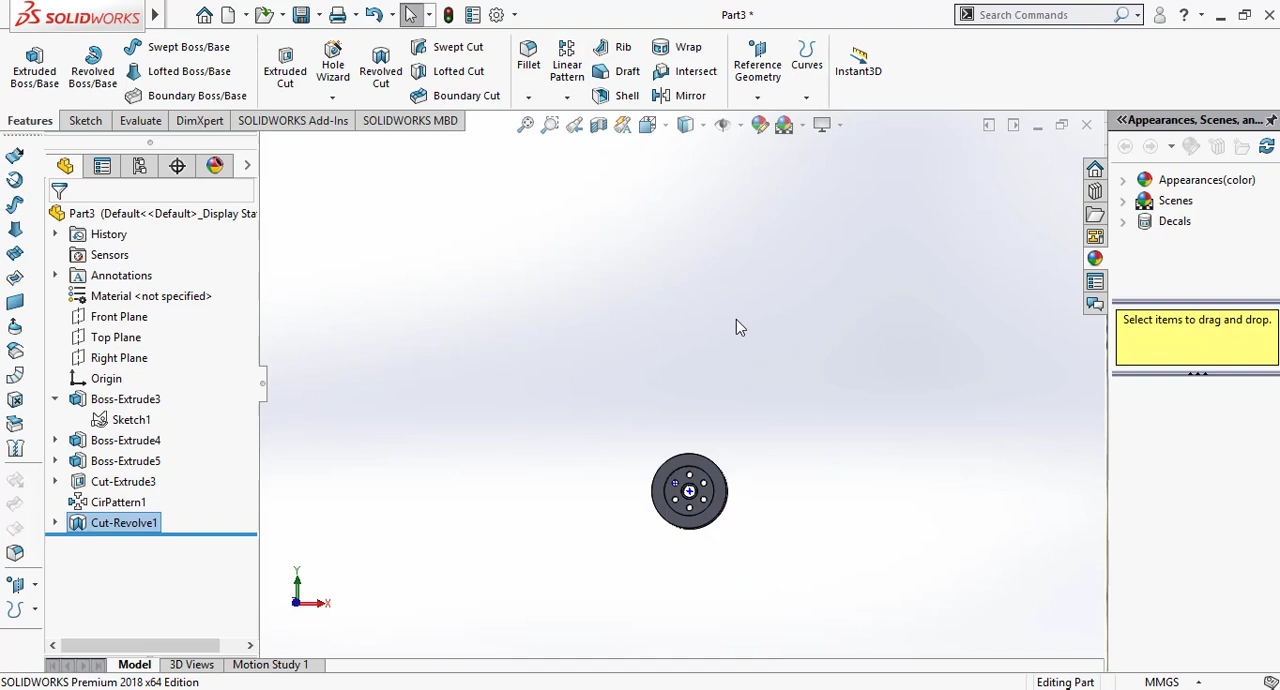 SOLIDWORKS
Part3 *
Search Commands
Extruded Boss/Base
Revolved Boss/Base
Swept Boss/Base
Lofted Boss/Base
Boundary Boss/Base
Extruded Cut
Hole Wizard
Revolved Cut
Swept Cut
Lofted Cut
Boundary Cut
Fillet
Linear Pattern
Rib
Draft
Shell
Wrap
Intersect
Mirror
Reference Geometry
Curves
Instant3D
Features
Sketch
Evaluate
DimXpert
SOLIDWORKS Add-Ins
SOLIDWORKS MBD
Part3 (Default<<Default>_Display Sta
History
Sensors
Annotations
Material <not specified>
Front Plane
Top Plane
Right Plane
Origin
Boss-Extrude3
Sketch1
Boss-Extrude4
Boss-Extrude5
Cut-Extrude3
CirPattern1
Cut-Revolve1
Y
X
Z
Appearances, Scenes, an...
Appearances(color)
Scenes
Decals
Select items to drag and drop.
Model
3D Views
Motion Study 1
SOLIDWORKS Premium 2018 x64 Edition
Editing Part
MMGS